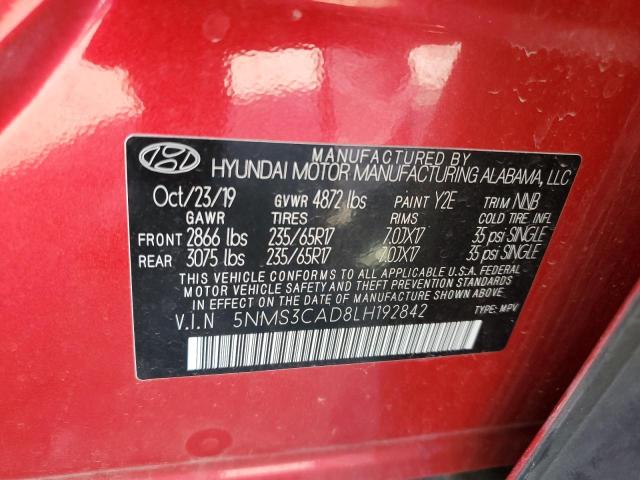 MANUFACTURED BY
HYUNDAI MOTOR MANUFACTURING ALABAMA, LLC
Oct/23/19 GVWR 4872 lbs PAINT Y2E TRIM NNB
GAWR TIRES RIMS COLD TIRE INFL
FRONT 2866 lbs 235/65R17 7.0JX17 35 psi SINGLE
REAR 3075 lbs 235/65R17 7.0JX17 35 psi SINGLE
THIS VEHICLE CONFORMS TO ALL APPLICABLE U.S.A. FEDERAL
MOTOR VEHICLE SAFETY AND THEFT PREVENTION STANDARDS
IN EFFECT ON THE DATE OF MANUFACTURE SHOWN ABOVE.
V.I.N 5NMS3CAD8LH192842 TYPE: MPV